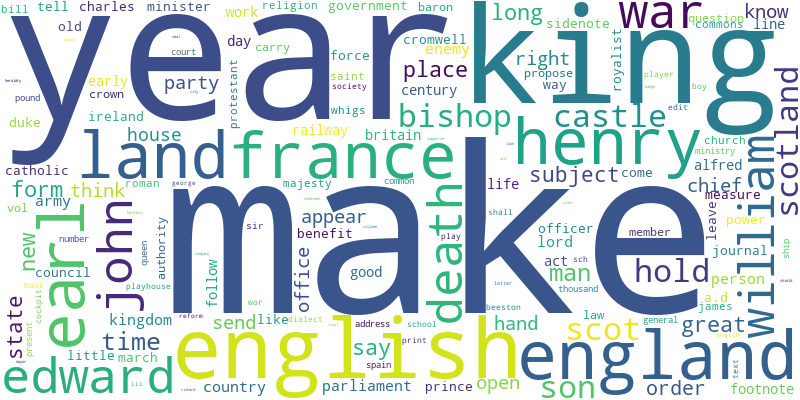 bill tell charles minister religion government baron year king long war know
old work sidenote commons question line
day carry force cromwell enemy right royalist
party court saint protestant place propose player
early society way boy
pound crown century
duke ireland whigs bishop castle edit
house railway
land france britain henry church scotland
catholic roman ministry
form think majesty life subject come alfred
george common chief measure
vol army make william
new john appear shall leave power
number sir benefit play officer member
earl queen authority death lord journal ship
council act sch
office good man hold person
state follow thousand
book playhouse letter a.d james
cockpit present kingdom send wor beeston law general
time like dialect address school hand scot great
reform print
little march english say england text
edward country parliament spain prince open son order footnote
iii